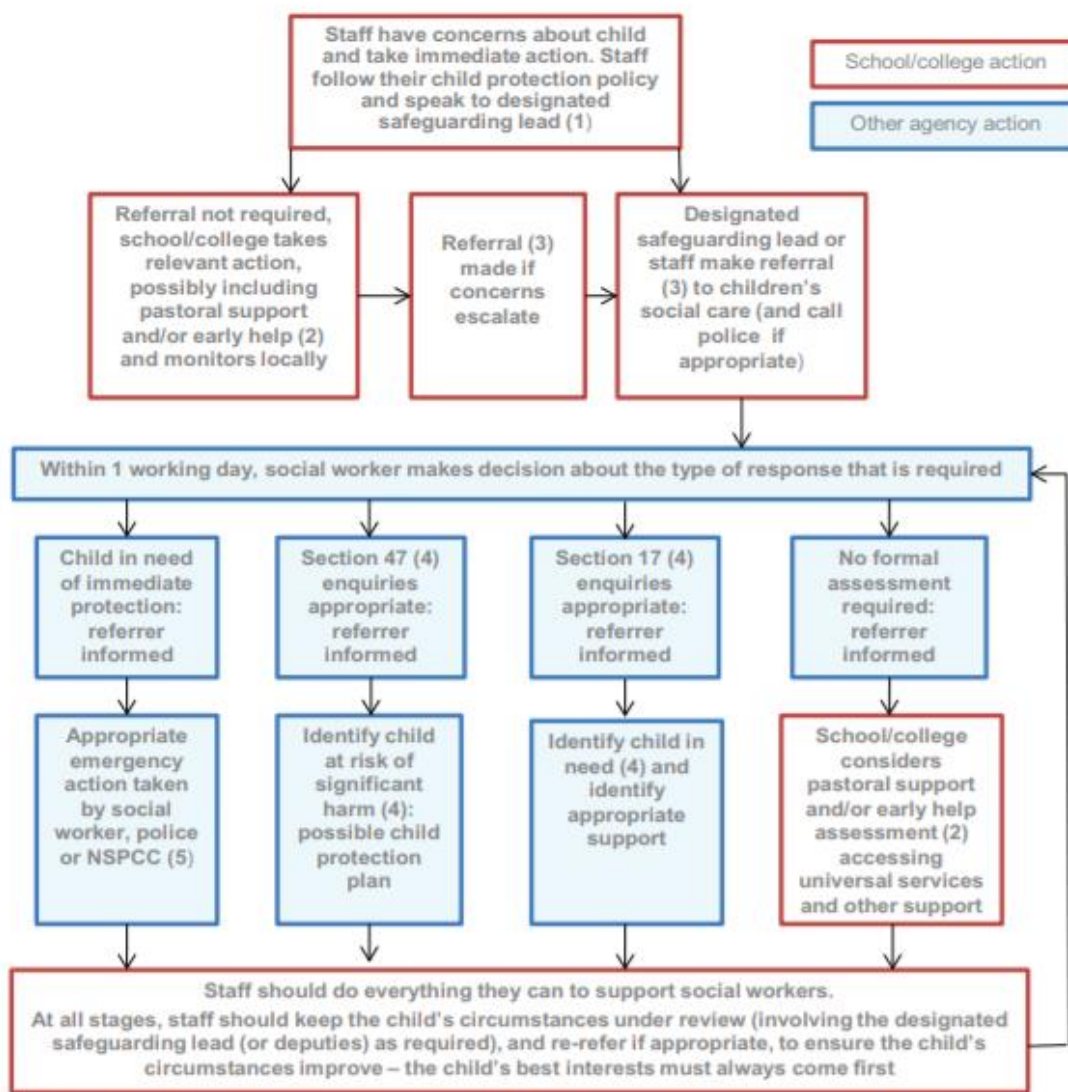 Staff have concerns about child
and take immediate action. Staff
follow their child protection policy
and speak to designated
safeguarding lead (1)
School/college action
Other agency action
Referral not required,
school/college takes
relevant action,
possibly including
pastoral support
and/or early help (2)
and monitors locally
Referral (3)
made if
concerns
escalate
Designated
safeguarding lead or
staff make referral
(3) to children's
social care (and call
police if
appropriate)
Within 1 working day, social worker makes decision about the type of response that is required
Child in need
of immediate
protection:
referrer
informed
Section 47 (4)
enquiries
appropriate:
referrer
informed
Section 17 (4)
enquiries
appropriate:
referrer
informed
No formal
assessment
required:
referrer
informed
Appropriate
emergency
action taken
by social
worker, police
or NSPCC (5)
Identify child
at risk of
significant
harm (4):
possible child
protection
plan
Identify child in
need (4) and
identify
appropriate
support
School/college
considers
pastoral support
and/or early help
assessment (2)
accessing
universal services
and other support
Staff should do everything they can to support social workers.
At all stages, staff should keep the child's circumstances under review (involving the designated
safeguarding lead (or deputies) as required), and re-refer if appropriate, to ensure the child's
circumstances improve – the child's best interests must always come first